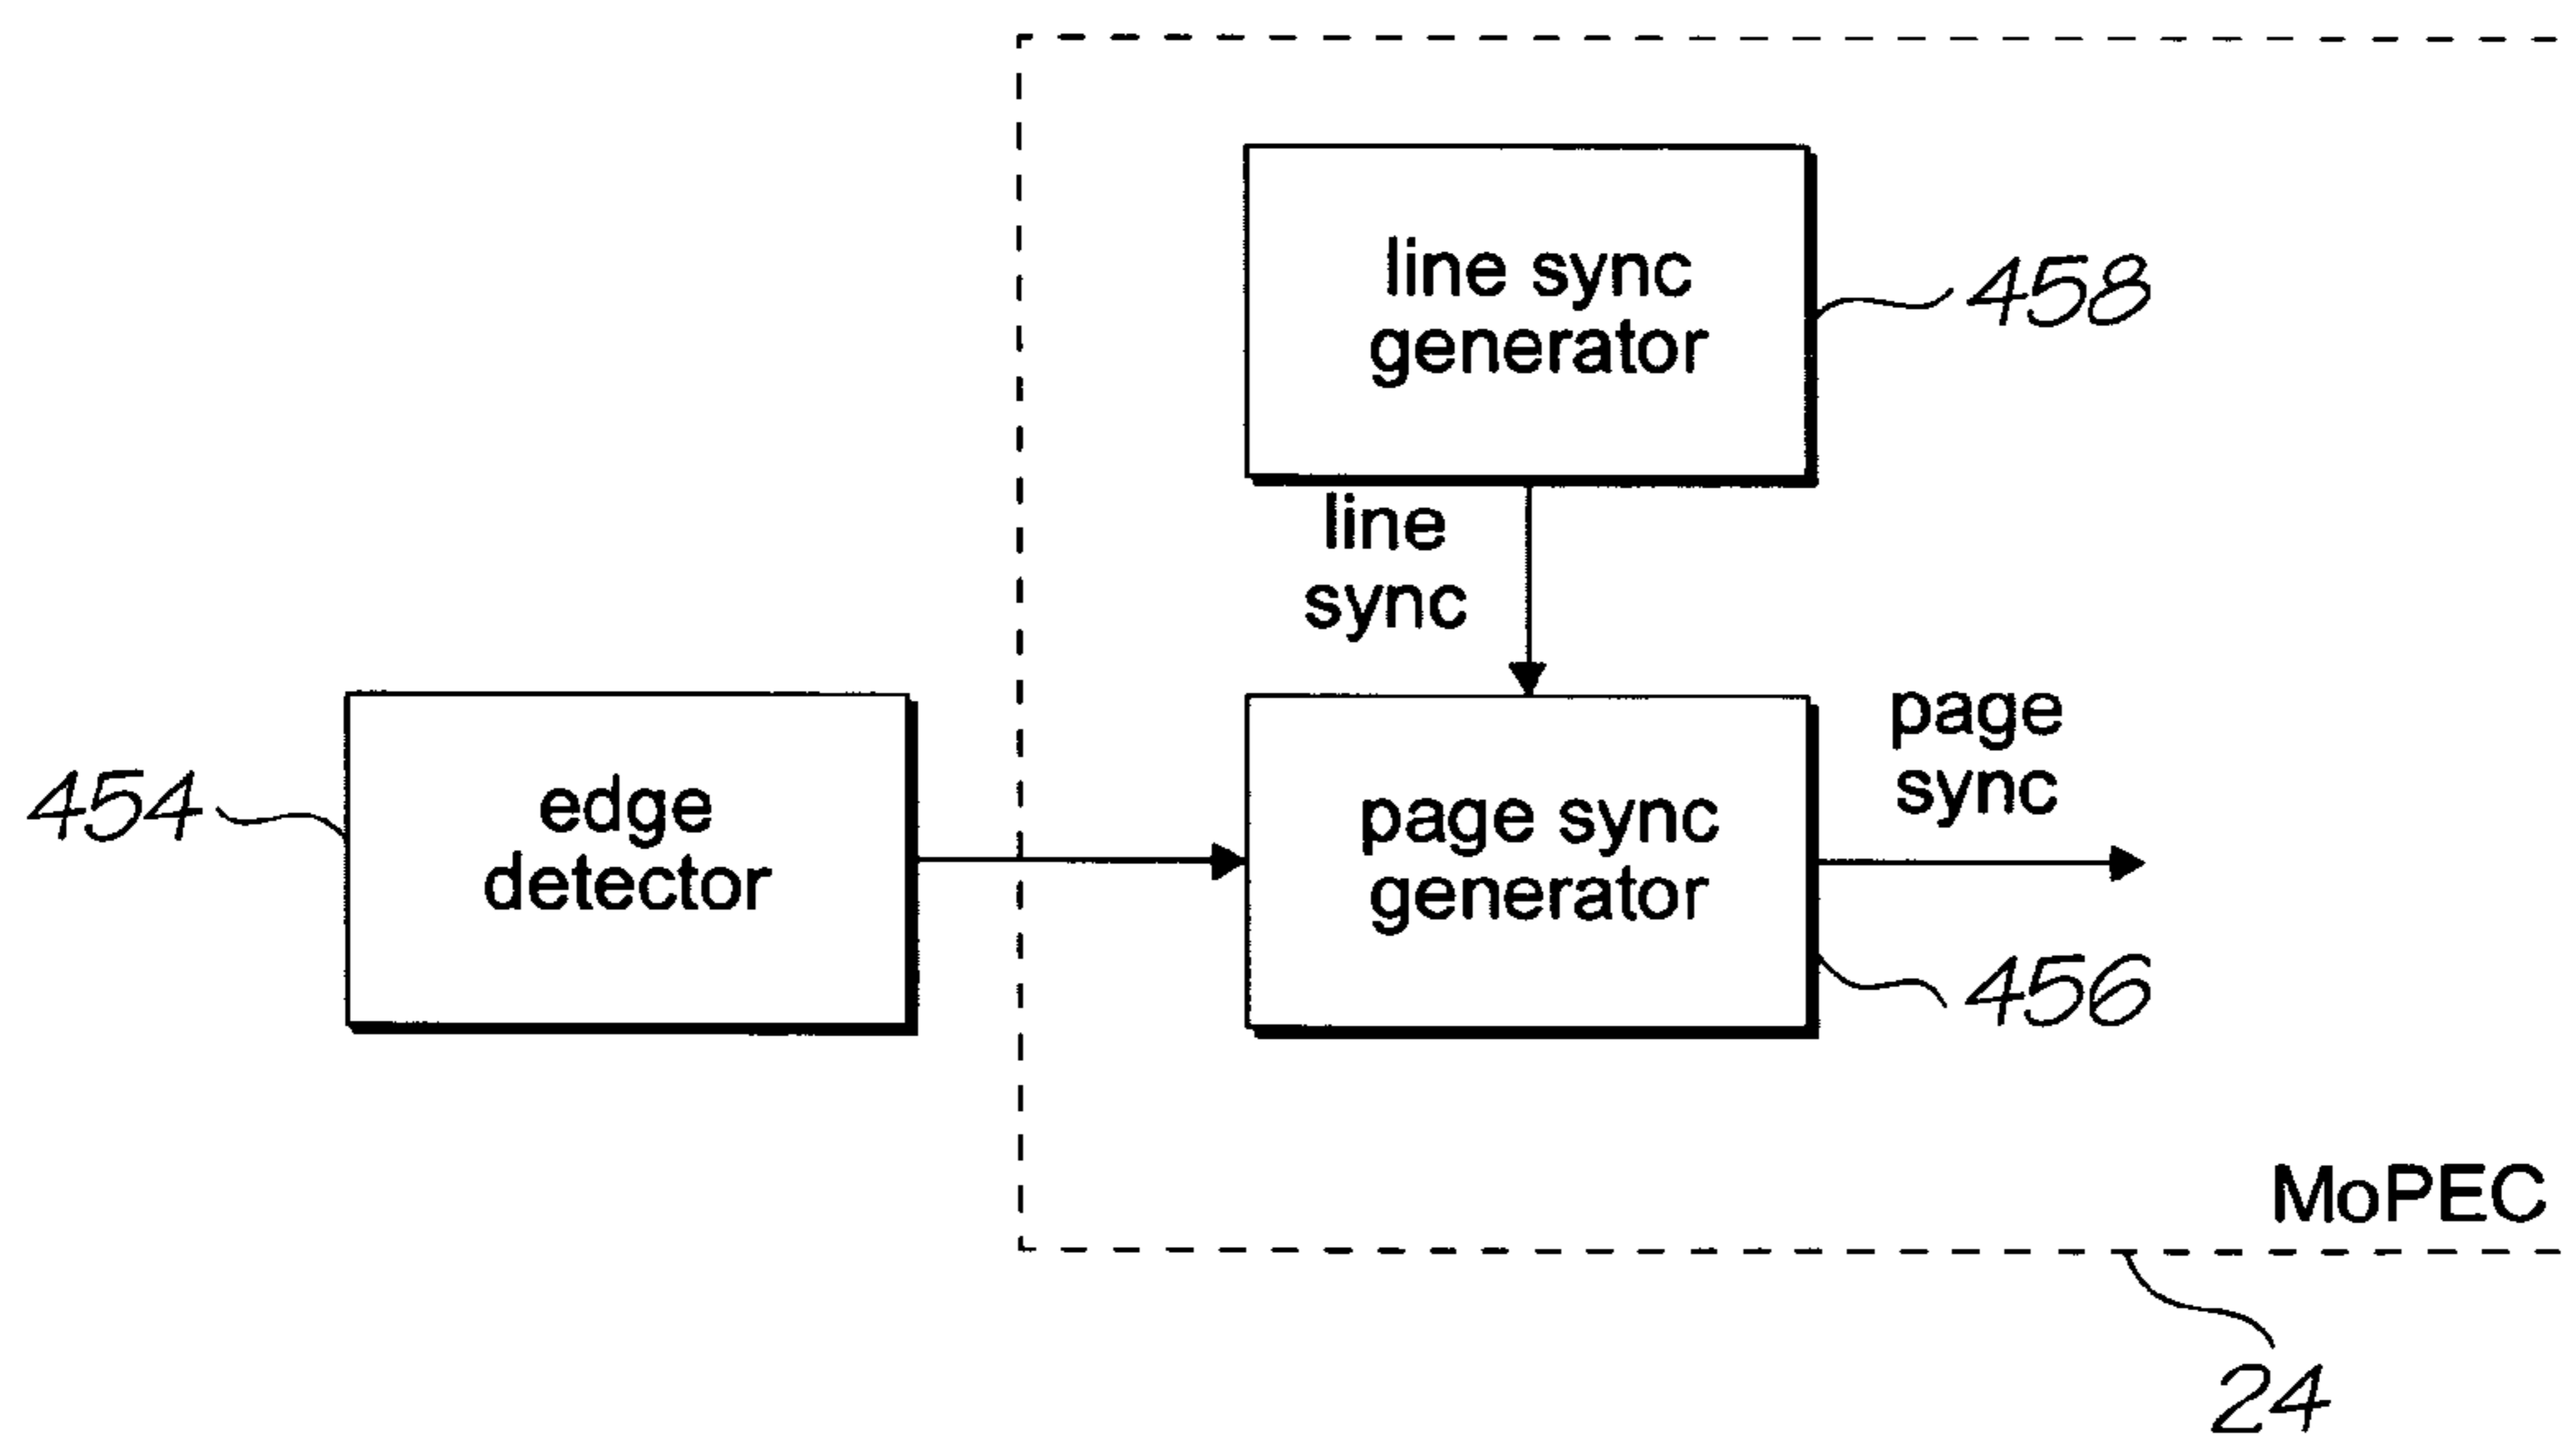 line sync
generator
458
line
sync
page
sync
454
edge
detector
page sync
generator
456
MoPEC
24